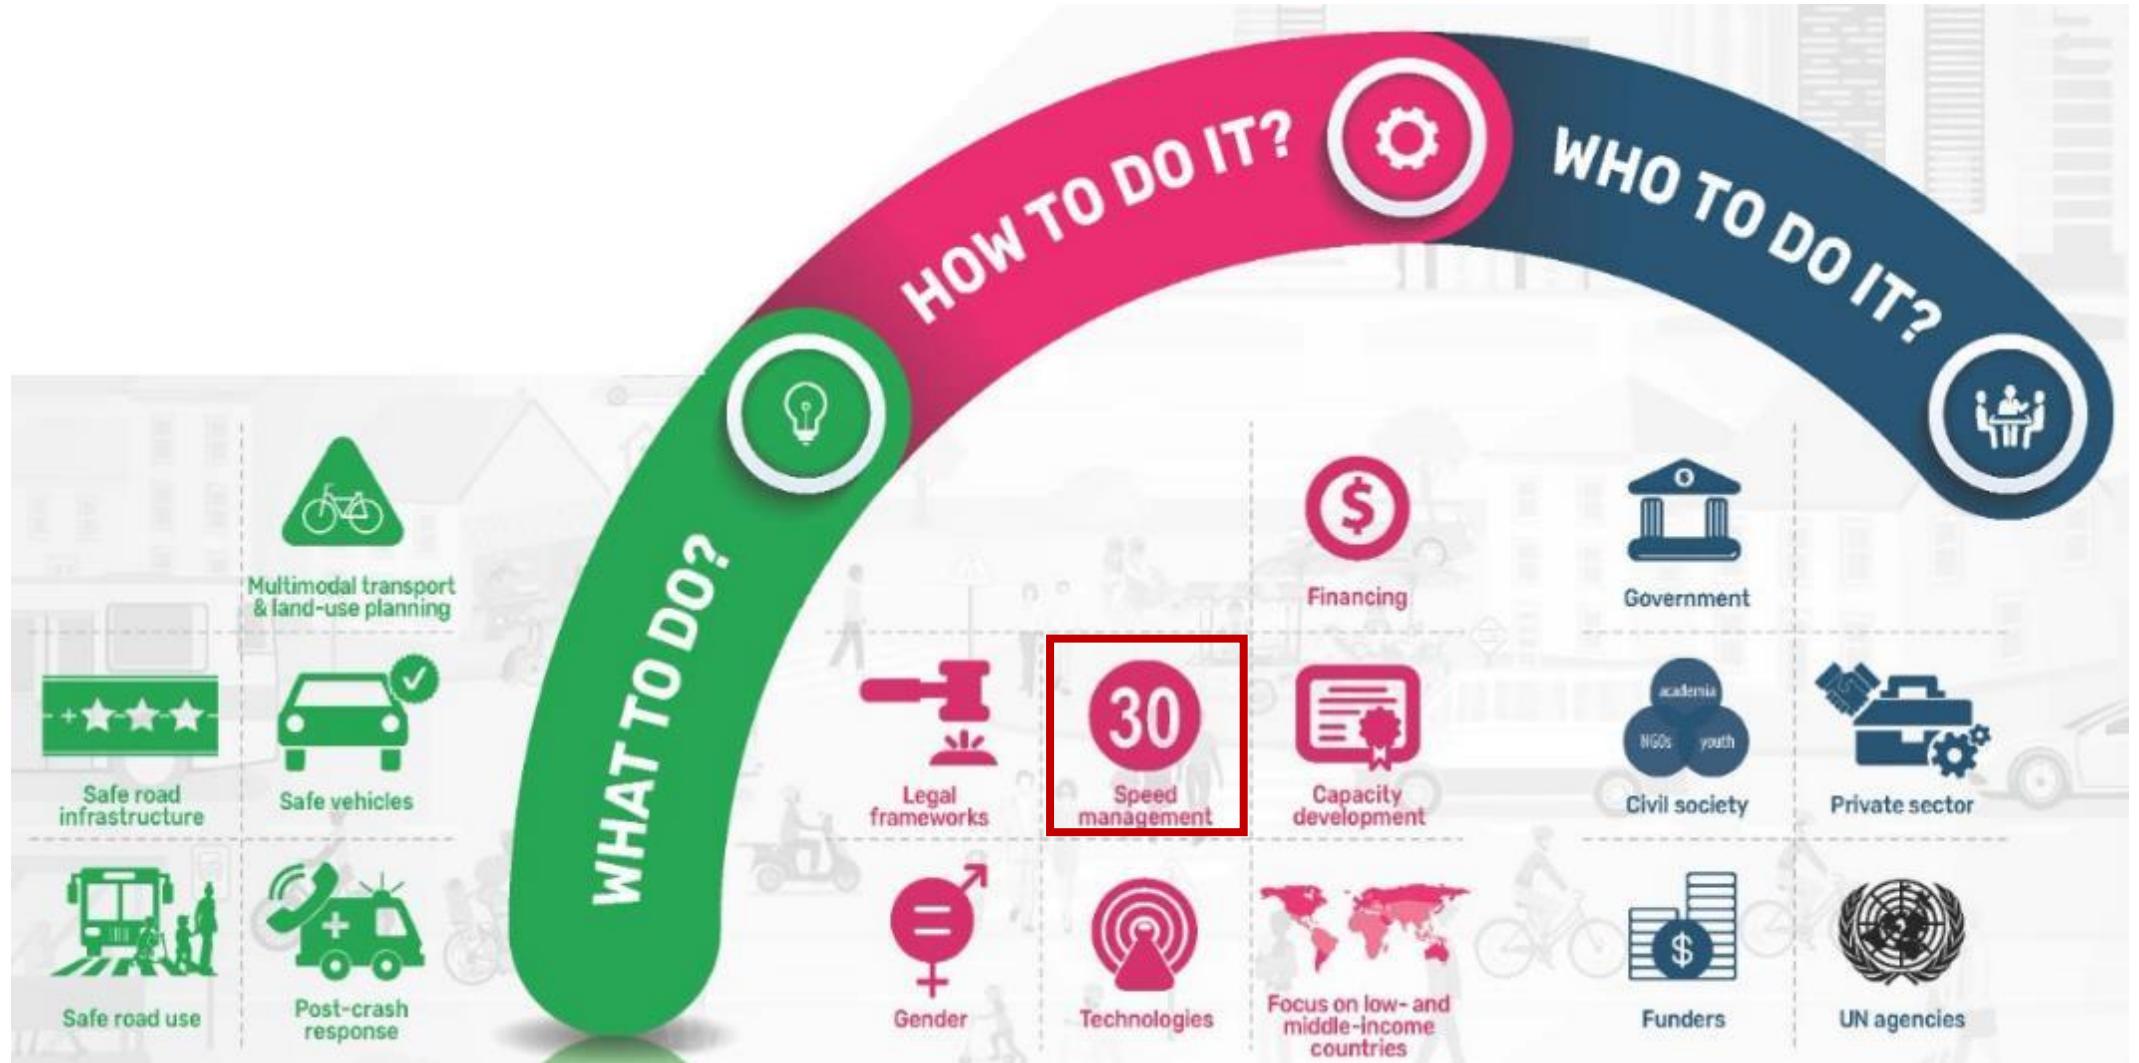 WHAT TO DO?
HOW TO DO IT?
WHO TO DO IT?
Multimodal transport
& land-use planning
Safe road
infrastructure
Safe vehicles
Safe road use
Post-crash
response
$
Financing
Legal
frameworks
30
Speed
management
Capacity
development
Gender
Technologies
Focus on low- and
middle-income
countries
Government
academia
NGOs youth
Civil society
Private sector
$
Funders
UN agencies